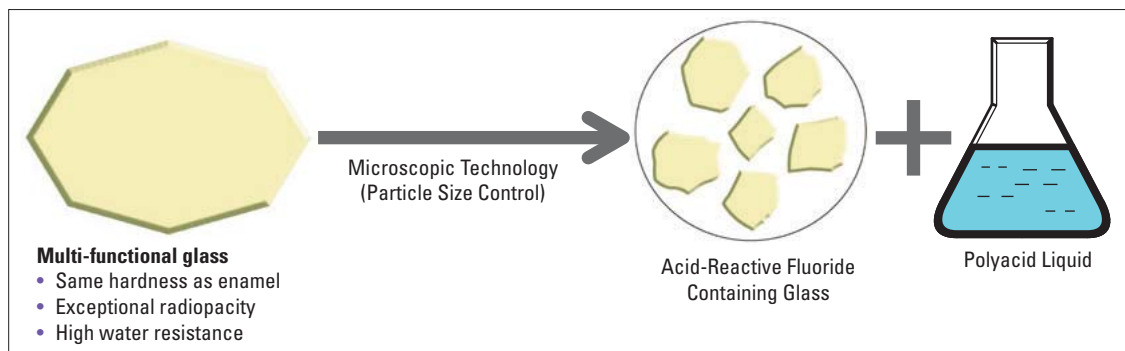 Multi-functional glass
• Same hardness as enamel
• Exceptional radiopacity
• High water resistance
Microscopic Technology
(Particle Size Control)
Acid-Reactive Fluoride
Containing Glass
Polyacid Liquid